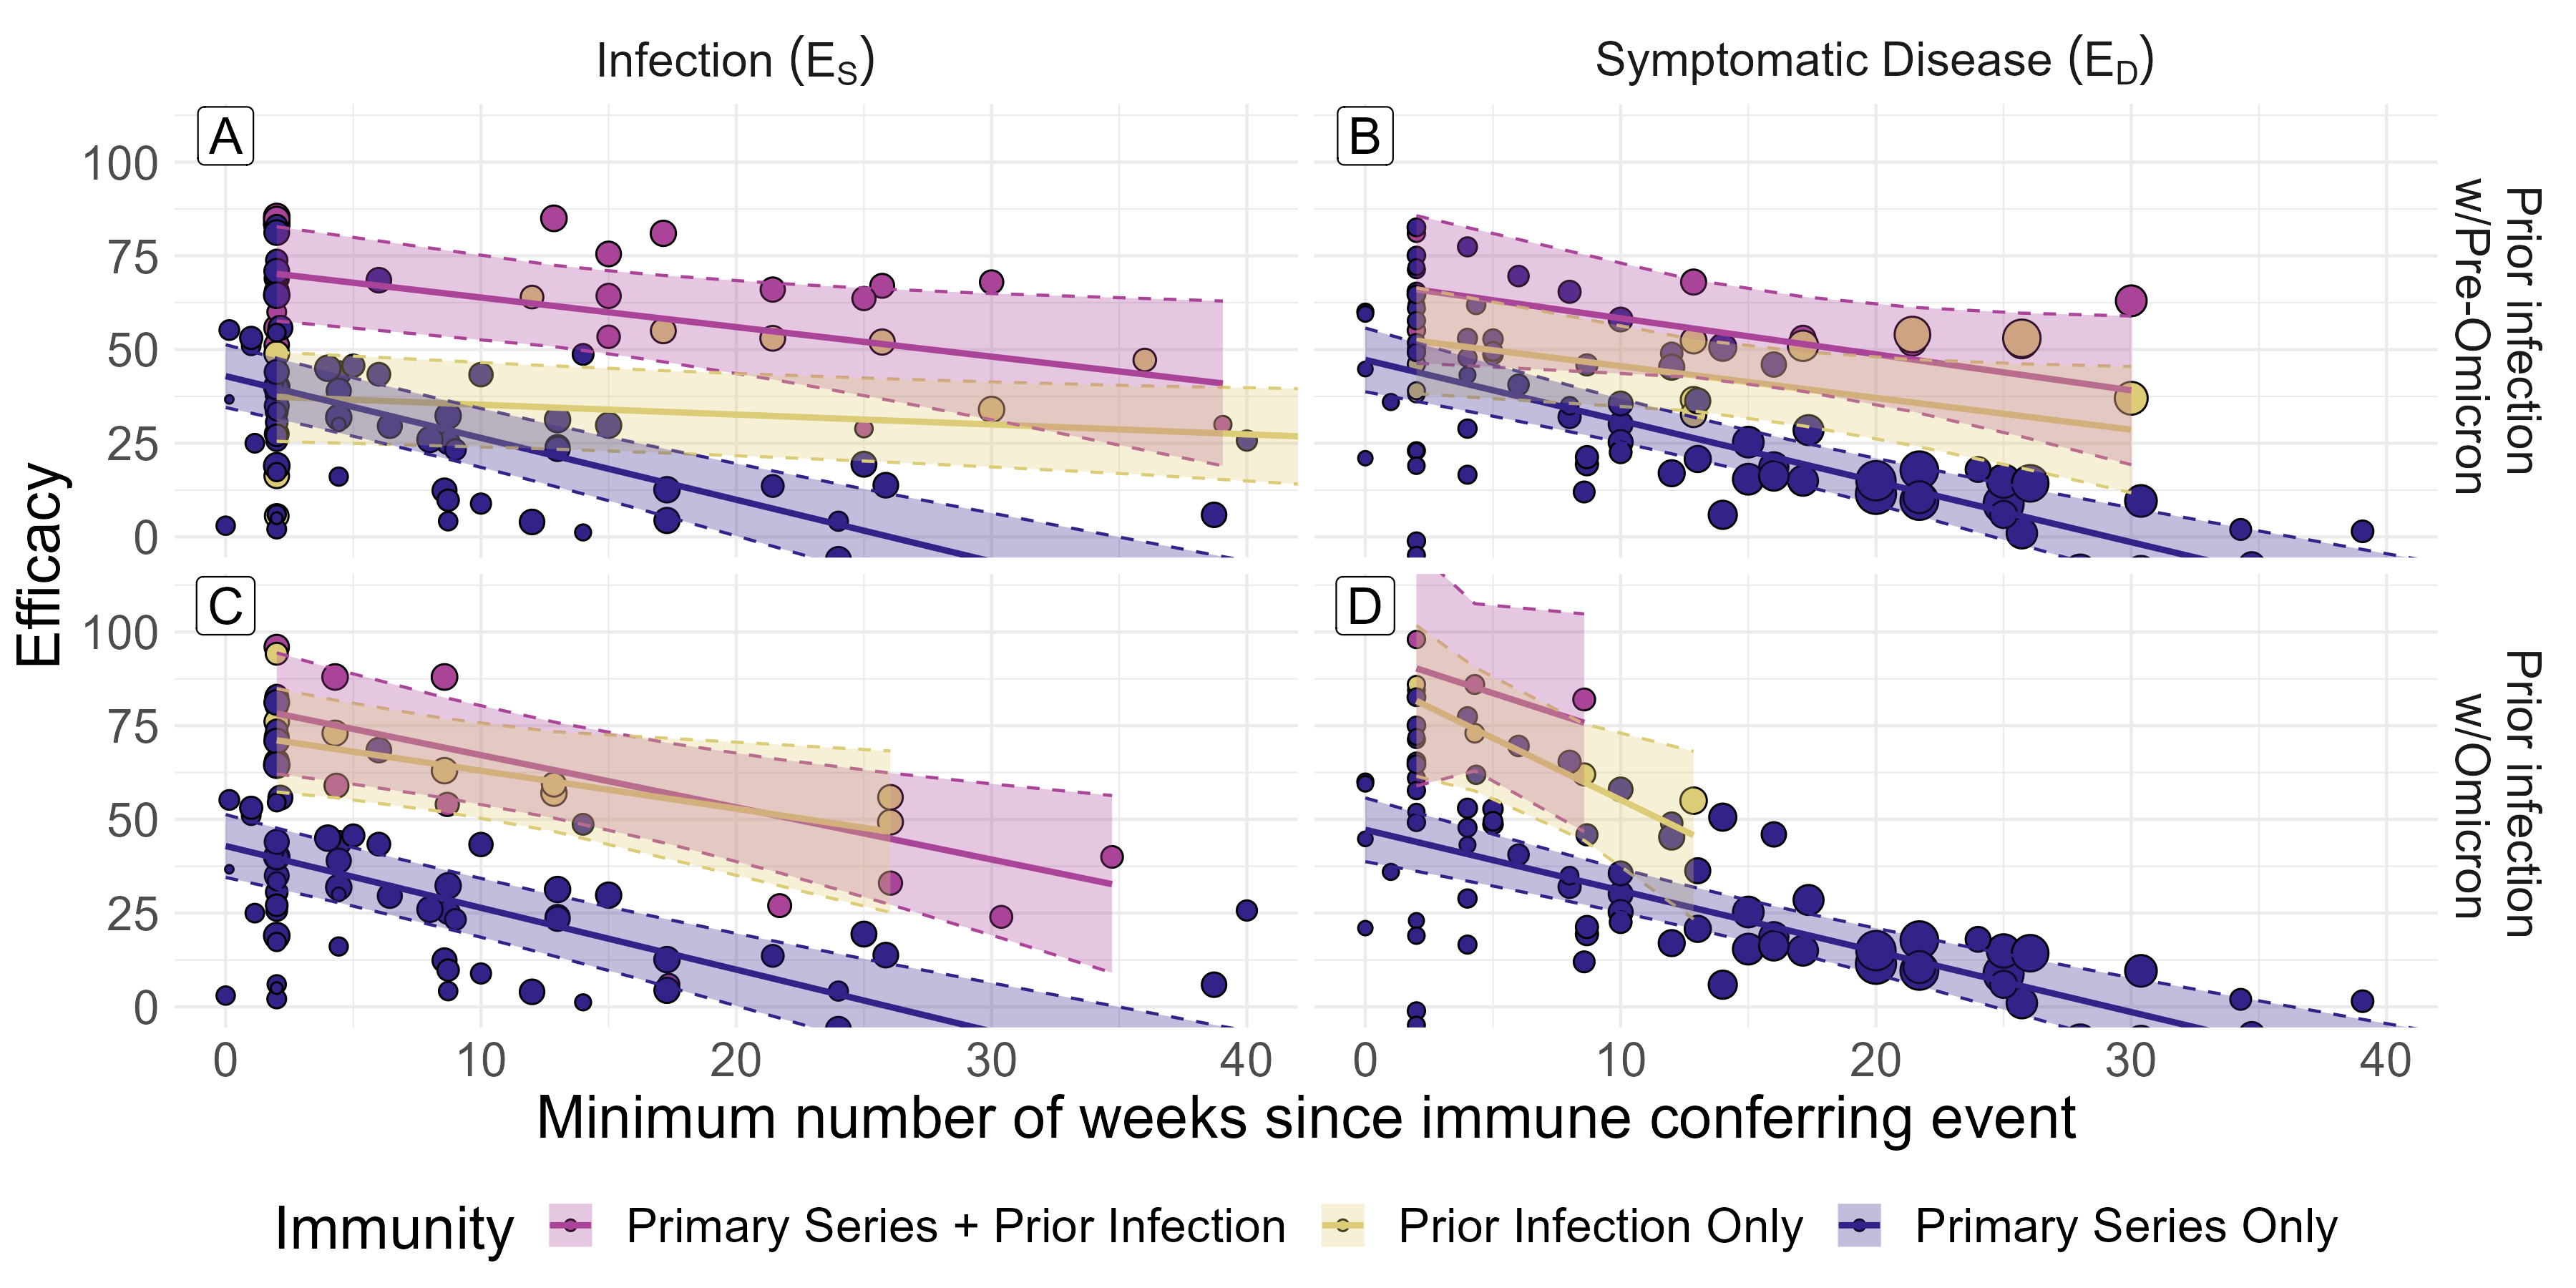 Infection (E_S)
Symptomatic Disease (E_D)
A
B
100
75
50
25
0
Prior infection
w/Pre-Omicron
Efficacy
C
D
100
75
50
25
0
Prior infection
w/Omicron
0 10 20 30 40
0 10 20 30 40
Minimum number of weeks since immune conferring event
Immunity Primary Series + Prior Infection Prior Infection Only Primary Series Only